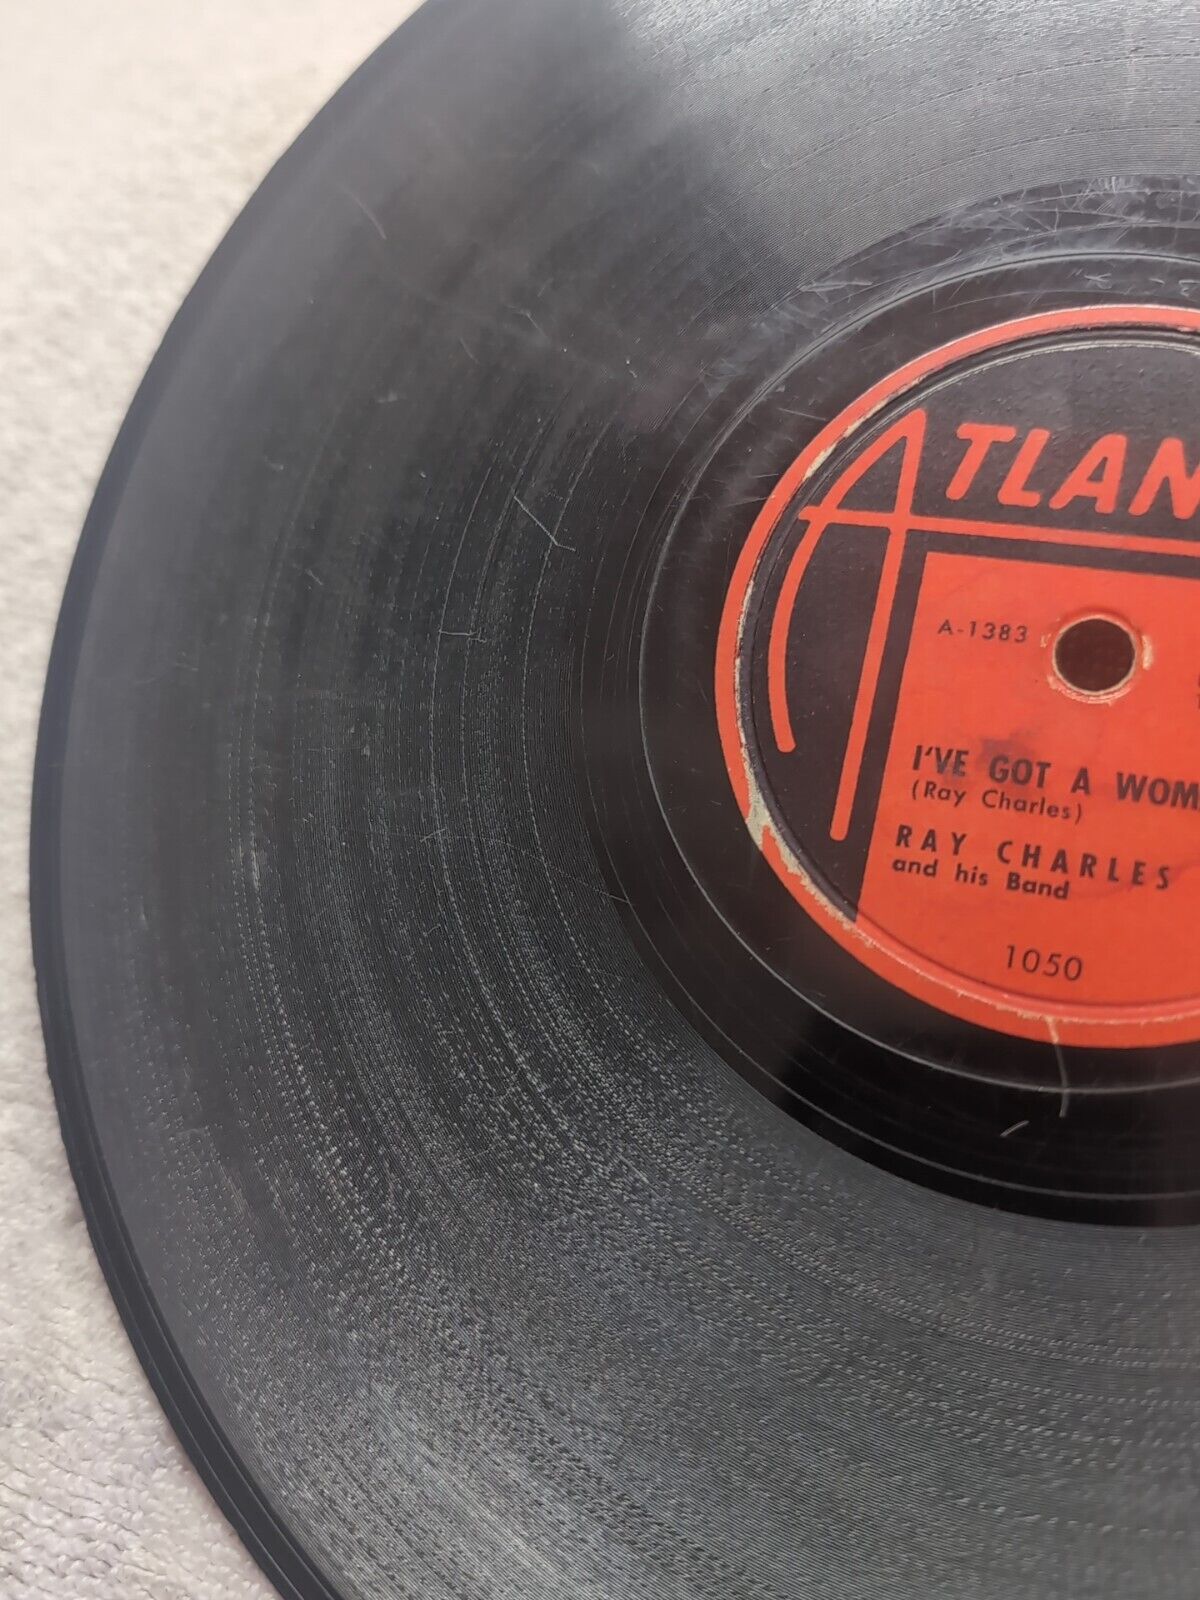 ATLAN
A-1383
I'VE GOT A WOM
(Ray Charles)
RAY CHARLES
and his Band
1050